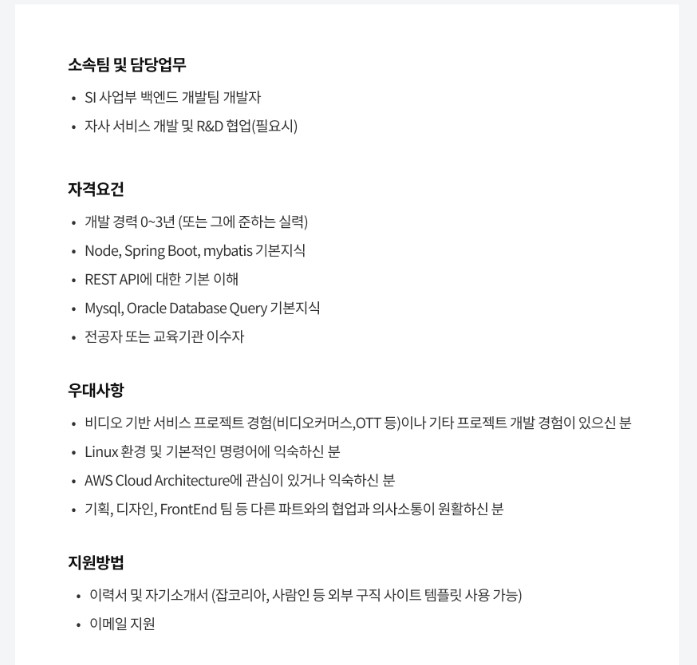 소속팀 및 담당업무
• SI 사업부 백엔드 개발팀 개발자
• 자사 서비스 개발 및 R&D 협업(필요시)
자격요건
• 개발 경력 0~3년 (또는 그에 준하는 실력)
• Node, Spring Boot, mybatis 기본지식
• REST API에 대한 기본 이해
• Mysql, Oracle Database Query 기본지식
• 전공자 또는 교육기관 이수자
우대사항
• 비디오 기반 서비스 프로젝트 경험(비디오커머스,OTT 등)이나 기타 프로젝트 개발 경험이 있으신 분
• Linux 환경 및 기본적인 명령어에 익숙하신 분
• AWS Cloud Architecture에 관심이 있거나 익숙하신 분
• 기획, 디자인, FrontEnd 팀 등 다른 파트와의 협업과 의사소통이 원활하신 분
지원방법
• 이력서 및 자기소개서 (잡코리아, 사람인 등 외부 구직 사이트 템플릿 사용 가능)
• 이메일 지원